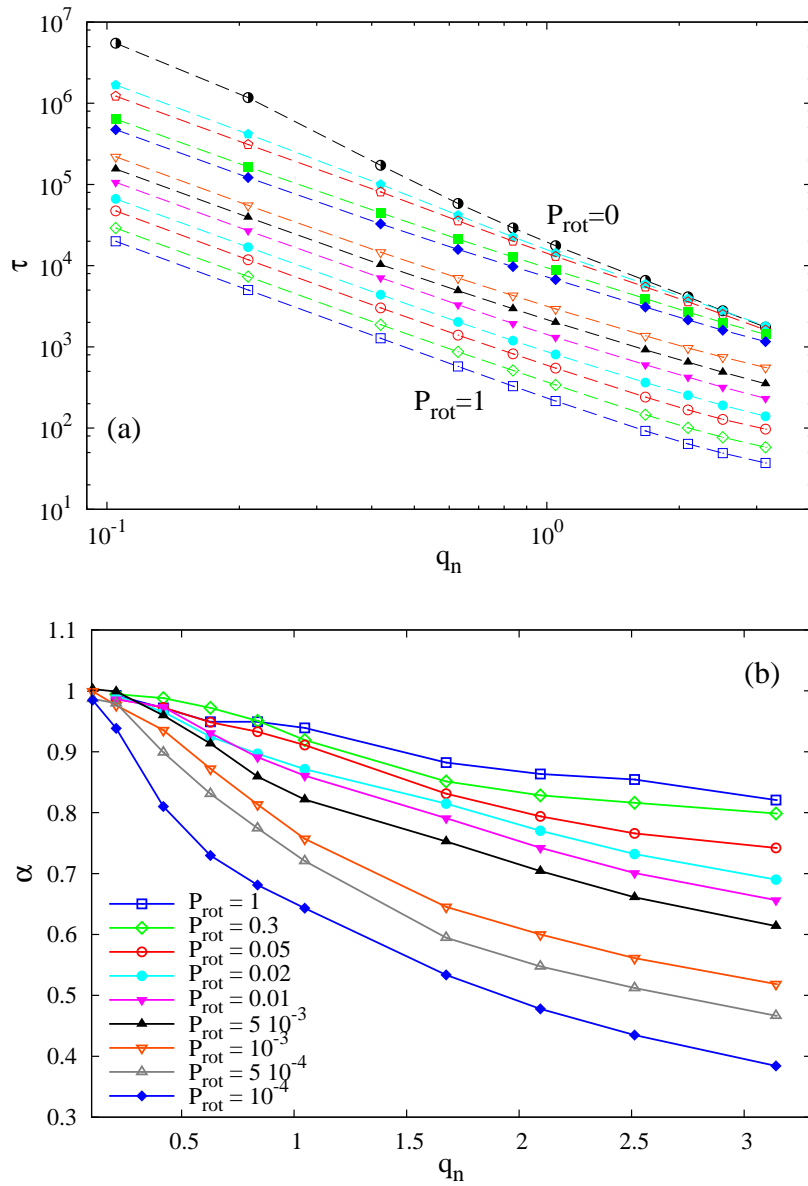 10^7
10^6
10^5
10^4
10^3
10^2
10^1
τ
P_rot=0
P_rot=1
(a)
10^-1 10^0
q_n
1.1
1
0.9
0.8
0.7
0.6
0.5
0.4
0.3
α
(b)
P_rot = 1
P_rot = 0.3
P_rot = 0.05
P_rot = 0.02
P_rot = 0.01
P_rot = 5 10^-3
P_rot = 10^-3
P_rot = 5 10^-4
P_rot = 10^-4
0.5 1 1.5 2 2.5 3
q_n